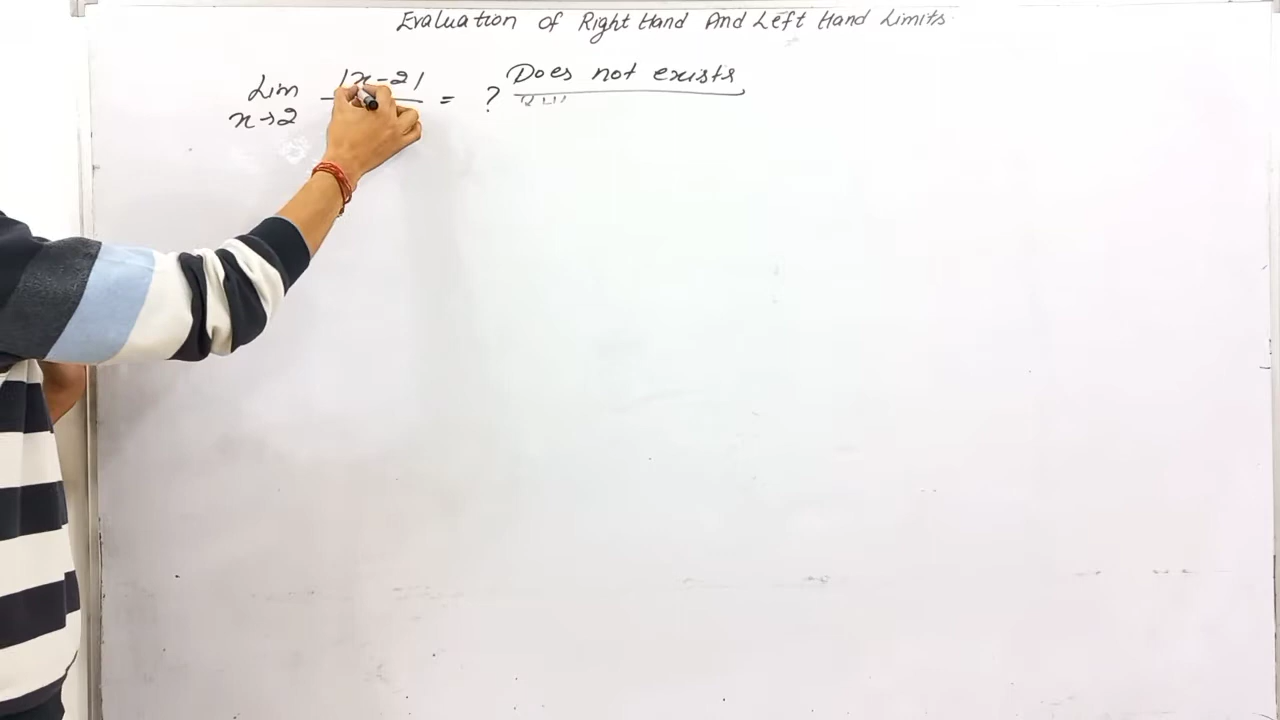 Evaluation of Right Hand And Left Hand Limits.
Lim |x-2| = ? Does not exists
x→2